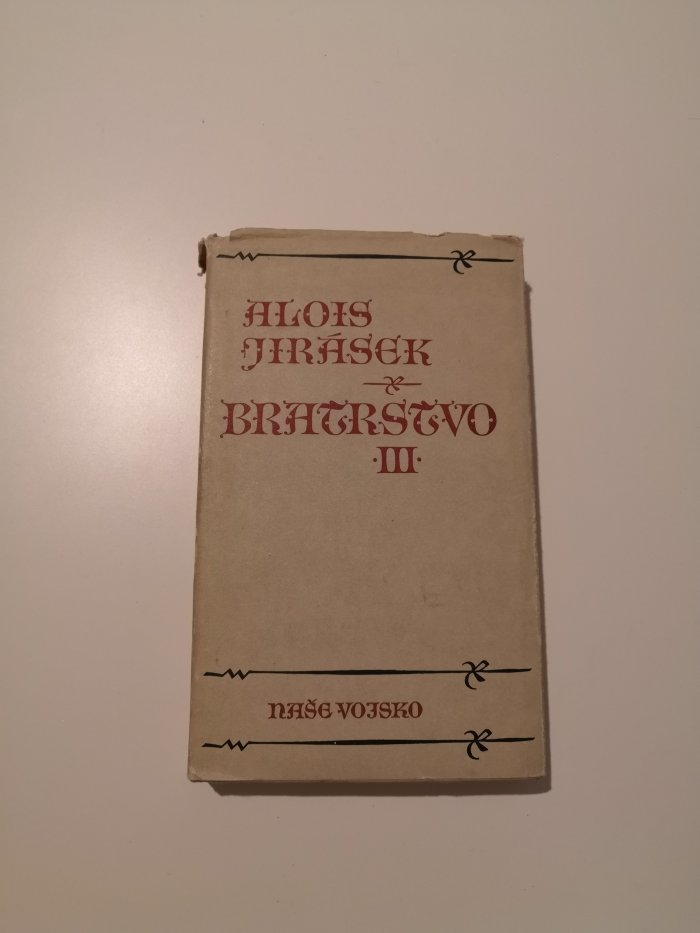 ALOIS
JIRÁSEK
BRATRSTVO
·III·
NAŠE VOJSKO